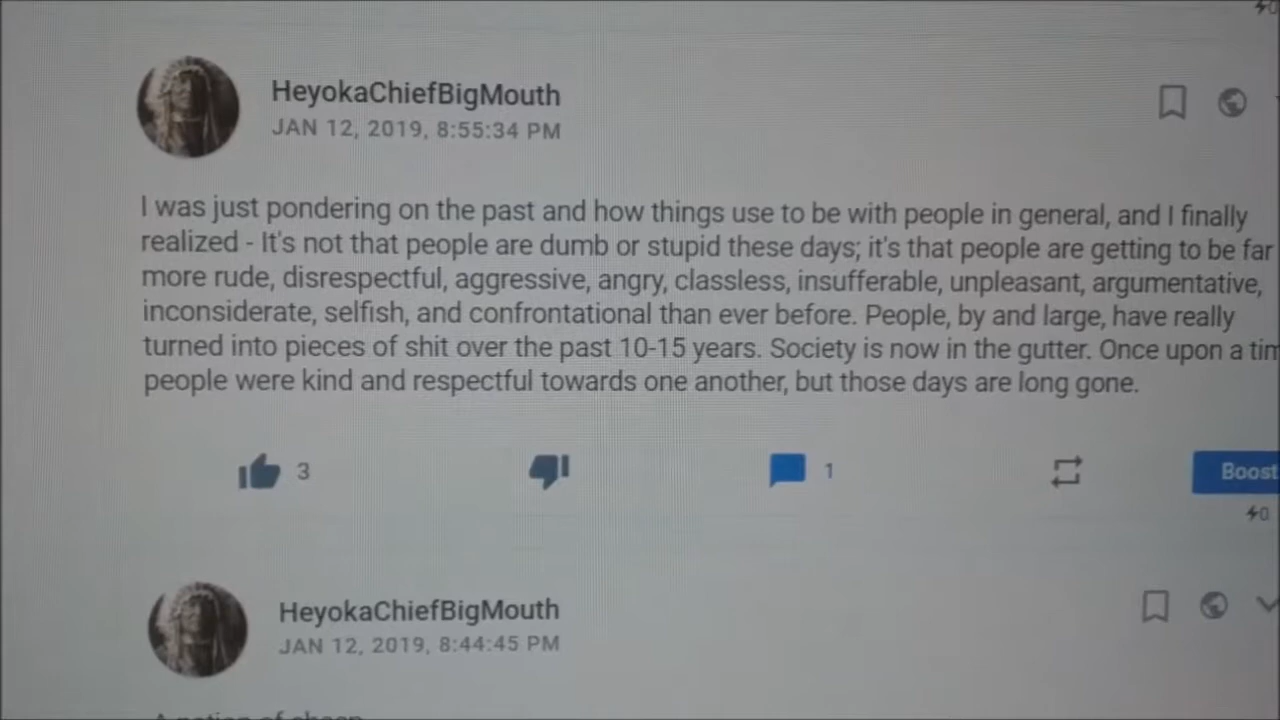 HeyokaChiefBigMouth
JAN 12, 2019, 8:55:34 PM
I was just pondering on the past and how things use to be with people in general, and I finally
realized - It's not that people are dumb or stupid these days; it's that people are getting to be far
more rude, disrespectful, aggressive, angry, classless, insufferable, unpleasant, argumentative,
inconsiderate, selfish, and confrontational than ever before. People, by and large, have really
turned into pieces of shit over the past 10-15 years. Society is now in the gutter. Once upon a
people were kind and respectful towards one another, but those days are long gone.
3
1
Boost
0
HeyokaChiefBigMouth
JAN 12, 2019, 8:44:45 PM